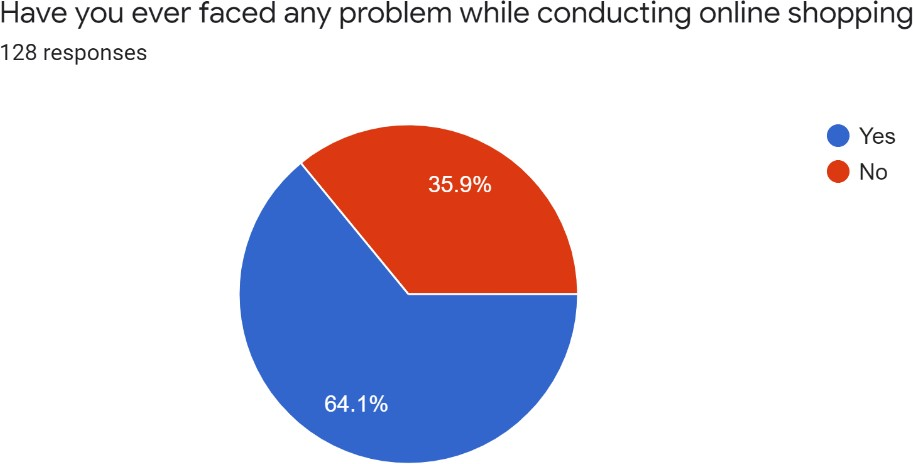 Have you ever faced any problem while conducting online shopping
128 responses
Yes
No
35.9%
64.1%